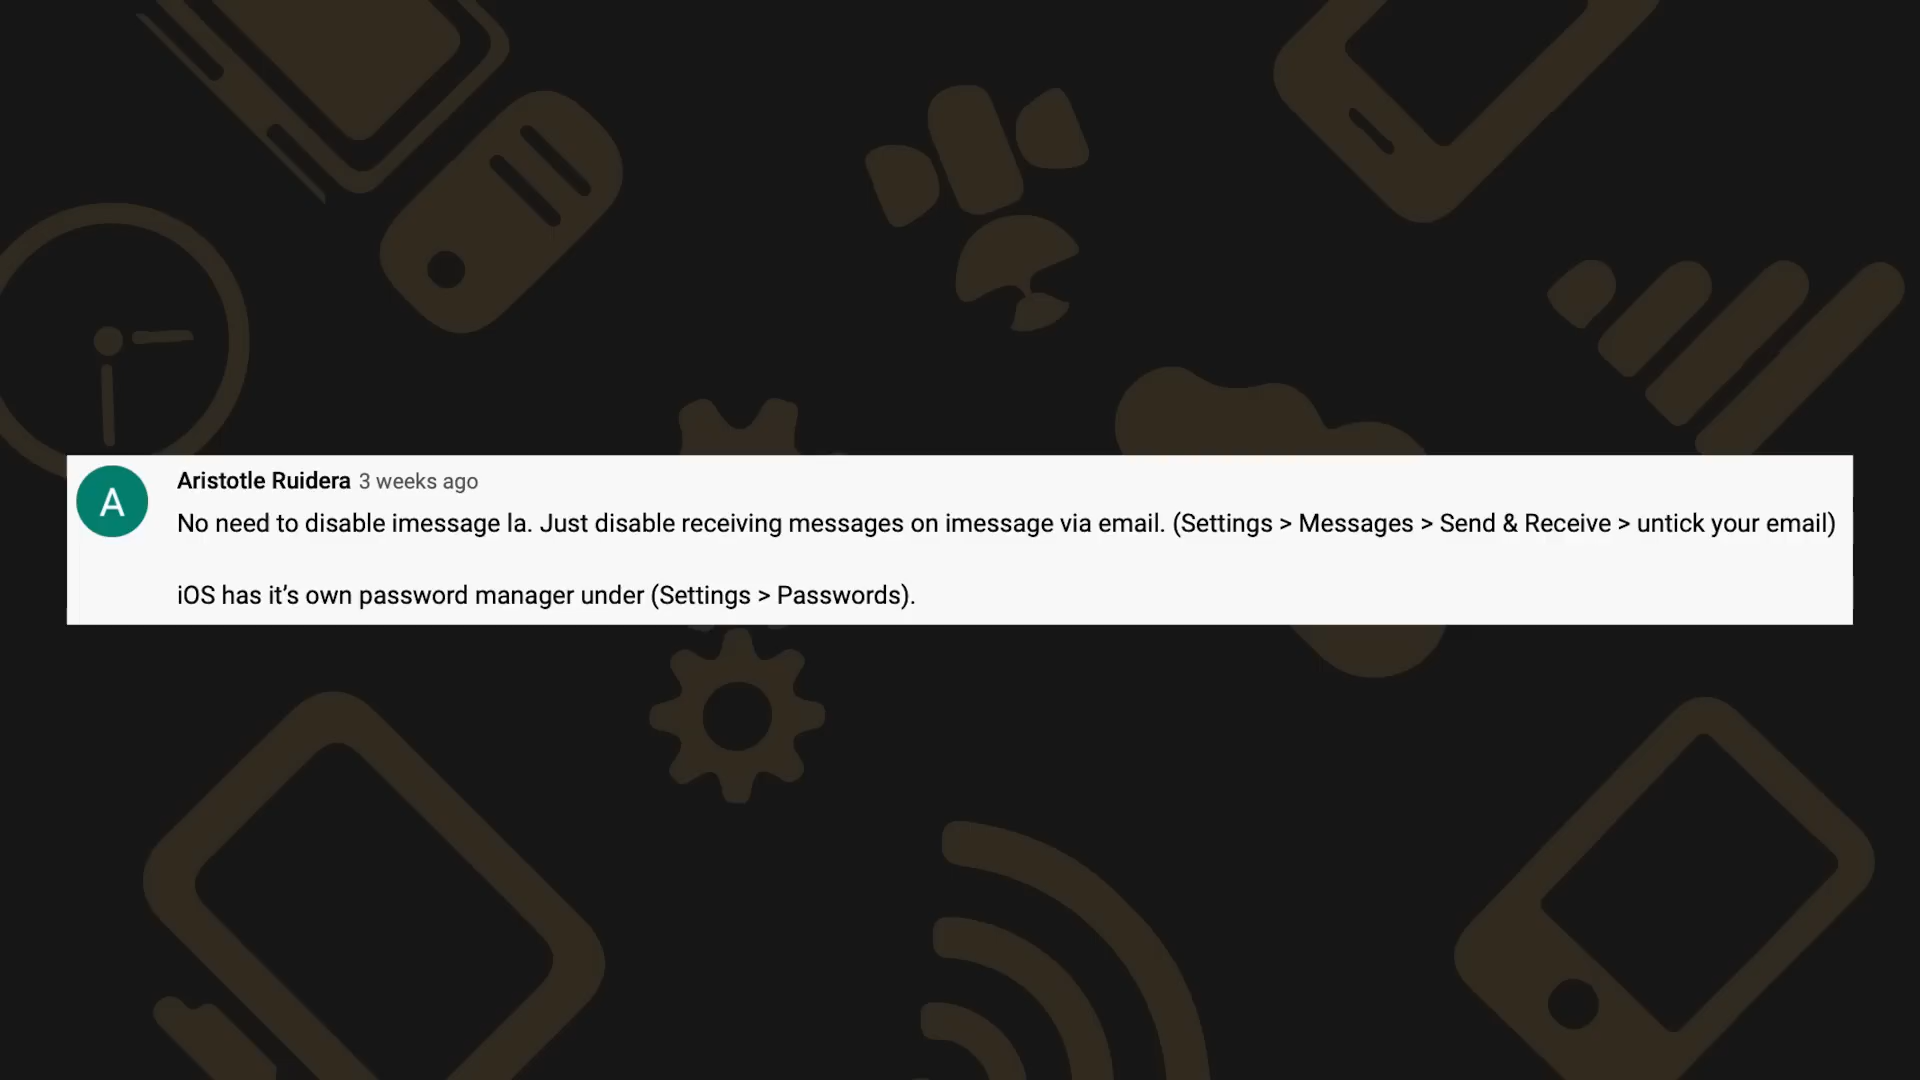 A
Aristotle Ruidera 3 weeks ago
No need to disable imessage la. Just disable receiving messages on imessage via email. (Settings > Messages > Send & Receive > untick your email)
iOS has it’s own password manager under (Settings > Passwords).